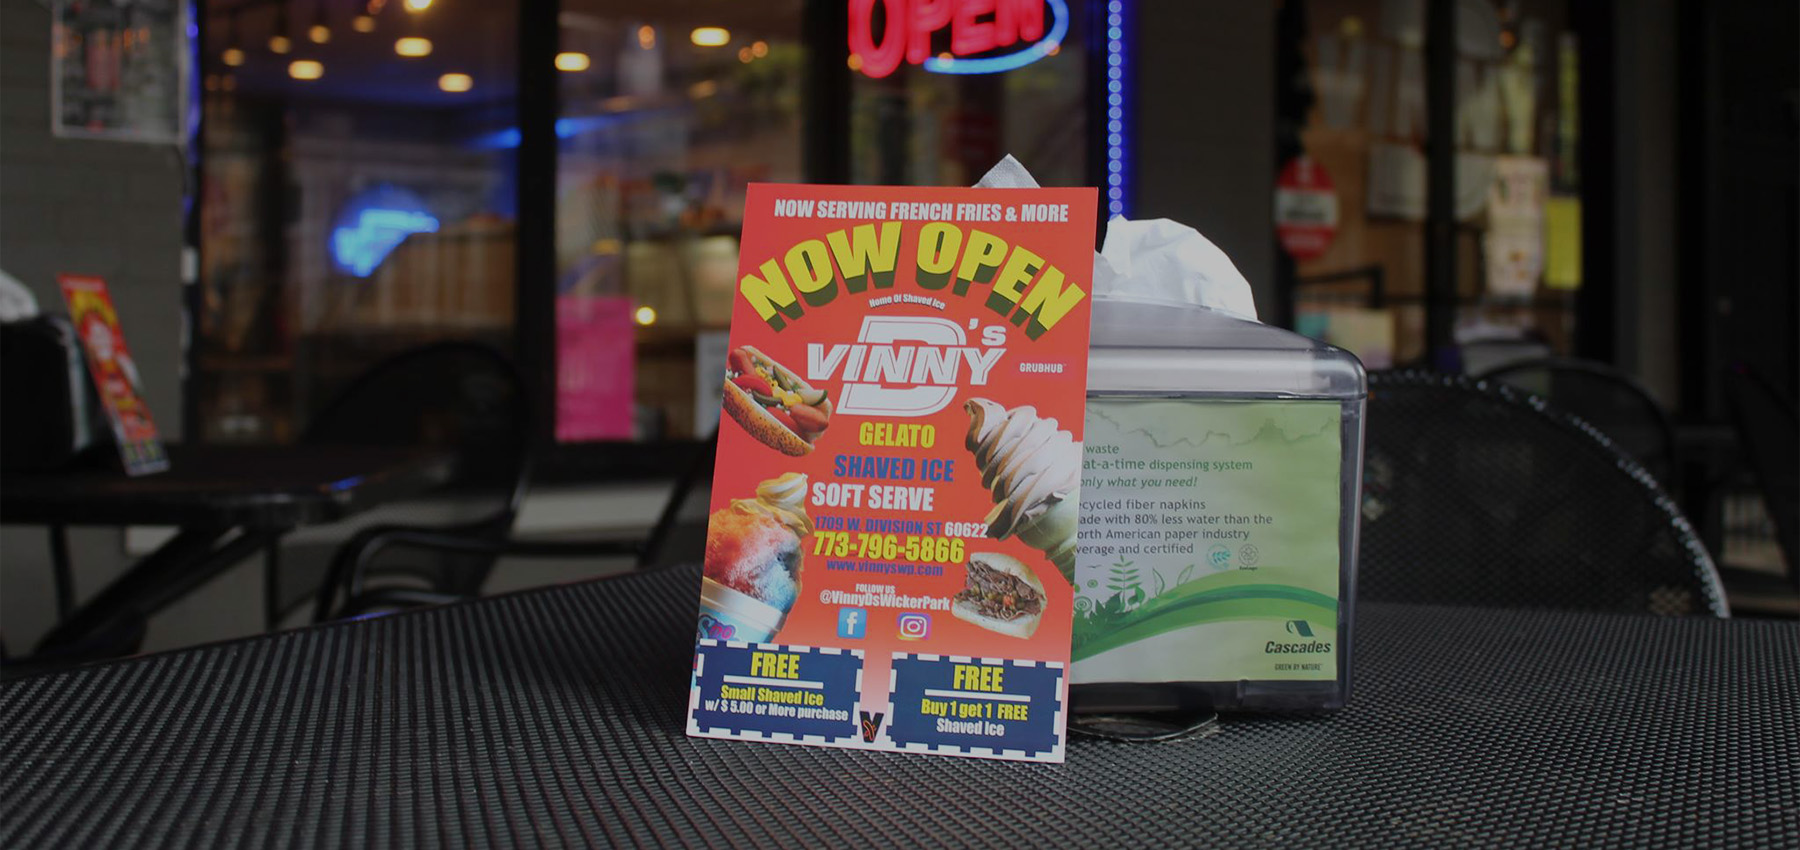 OPEN
NOW SERVING FRENCH FRIES & MORE
NOW OPEN
Home Of Shaved Ice
VINNY D's
GRUBHUB
GELATO
SHAVED ICE
SOFT SERVE
1709 W. DIVISION ST 60622
773-796-5866
www.vinnyswp.com
FOLLOW US
@VinnyDsWickerPark
FREE
Small Shaved Ice
w/ $ 5.00 or More purchase
FREE
Buy 1 get 1 FREE
Shaved Ice
waste
at-a-time dispensing system
only what you need!
ecycled fiber napkins
ade with 80% less water than the
orth American paper industry
verage and certified
Cascades
GREEN BY NATURE